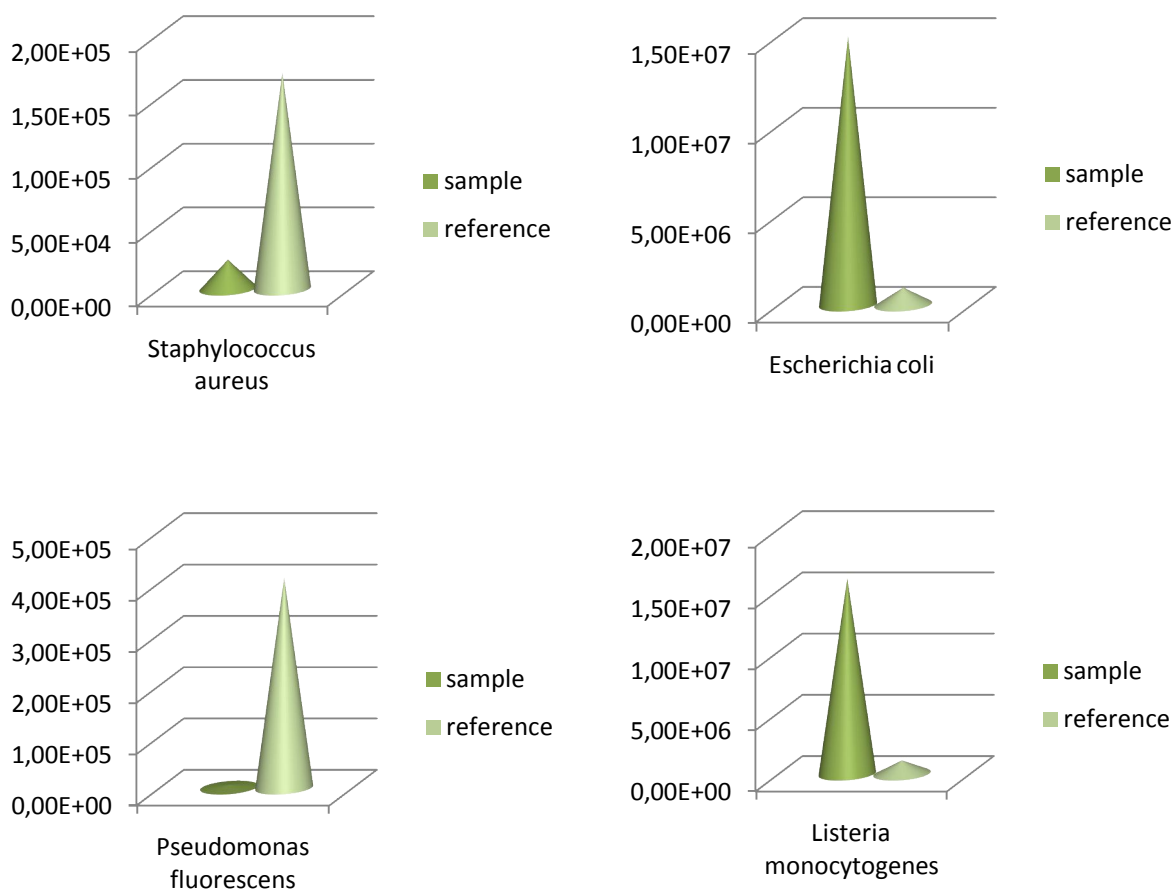 2,00E+05
1,50E+05
1,00E+05
5,00E+04
0,00E+00
sample
reference
Staphylococcus
aureus
1,50E+07
1,00E+07
5,00E+06
0,00E+00
sample
reference
Escherichia coli
5,00E+05
4,00E+05
3,00E+05
2,00E+05
1,00E+05
0,00E+00
sample
reference
Pseudomonas
fluorescens
2,00E+07
1,50E+07
1,00E+07
5,00E+06
0,00E+00
sample
reference
Listeria
monocytogenes